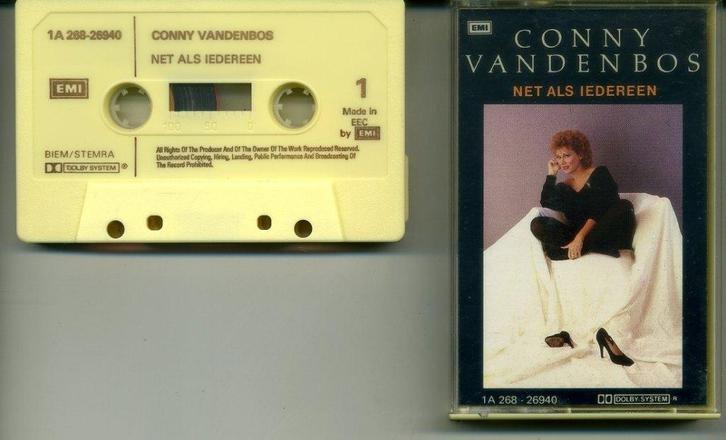 1A 268-26940
CONNY VANDENBOS
NET ALS IEDEREEN
EMI
1
Made in
EEC
by EMI
100 50 0
BIEM/STEMRA
DOLBY SYSTEM ®
All Rights Of The Producer And Of The Owner Of The Work Reproduced Reserved.
Unauthorized Copying, Hiring, Lending, Public Performance And Broadcasting Of
The Record Prohibited.
EMI
CONNY
VANDENBOS
NET ALS IEDEREEN
1A 268 - 26940
DOLBY SYSTEM ®